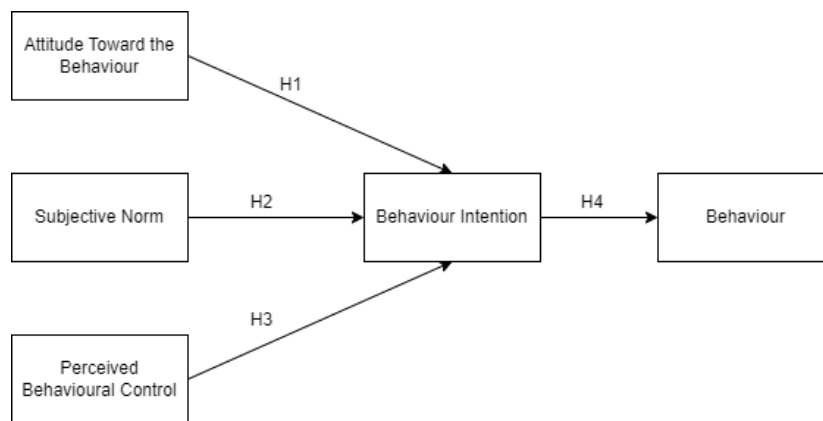 Attitude Toward the
Behaviour
H1
Subjective Norm
H2
Behaviour Intention
H4
Behaviour
H3
Perceived
Behavioural Control